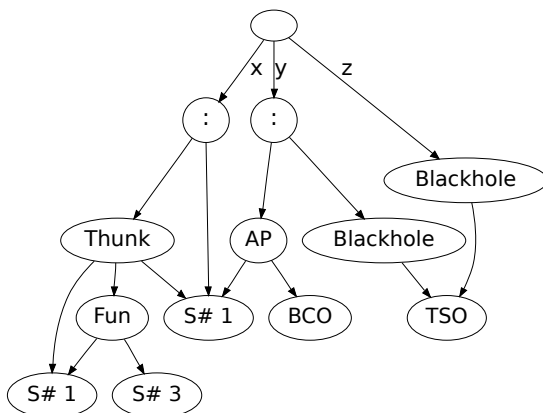 x y z
: :
Blackhole
Thunk AP Blackhole
Fun S# 1 BCO TSO
S# 1 S# 3